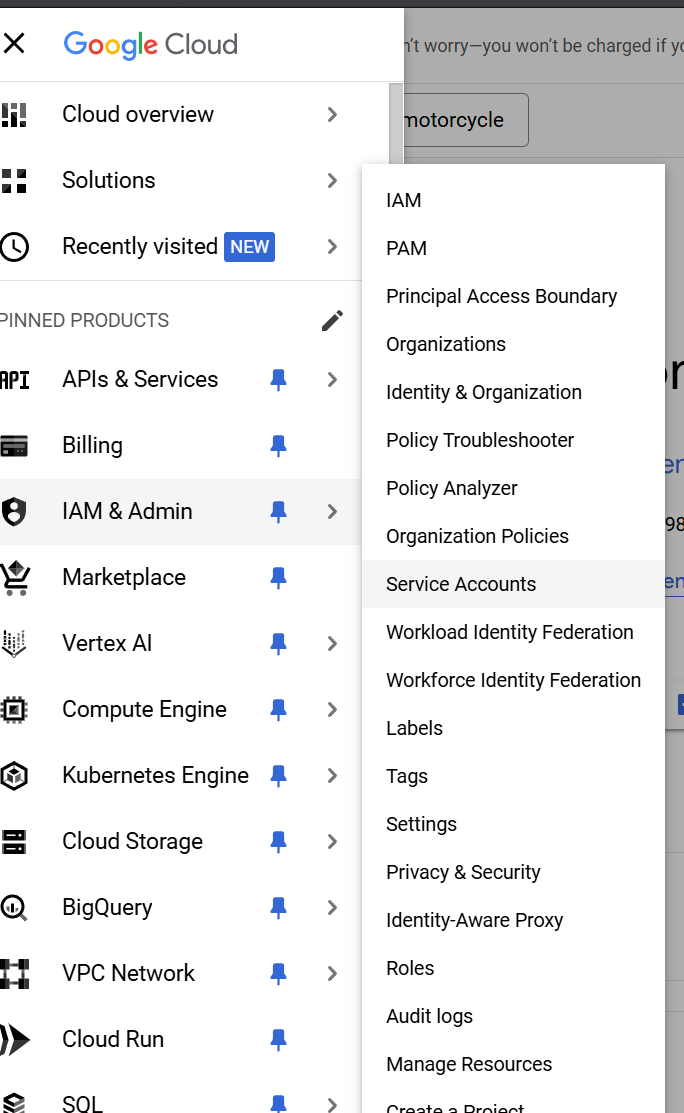 Google Cloud
n't worry—you won't be charged if yo
Cloud overview
motorcycle
Solutions
Recently visited NEW
PINNED PRODUCTS
API APIs & Services
Billing
IAM & Admin
Marketplace
Vertex AI
Compute Engine
Kubernetes Engine
Cloud Storage
BigQuery
VPC Network
Cloud Run
SQL
IAM
PAM
Principal Access Boundary
Organizations
Identity & Organization
Policy Troubleshooter
Policy Analyzer
Organization Policies
Service Accounts
Workload Identity Federation
Workforce Identity Federation
Labels
Tags
Settings
Privacy & Security
Identity-Aware Proxy
Roles
Audit logs
Manage Resources
Create a Project
98